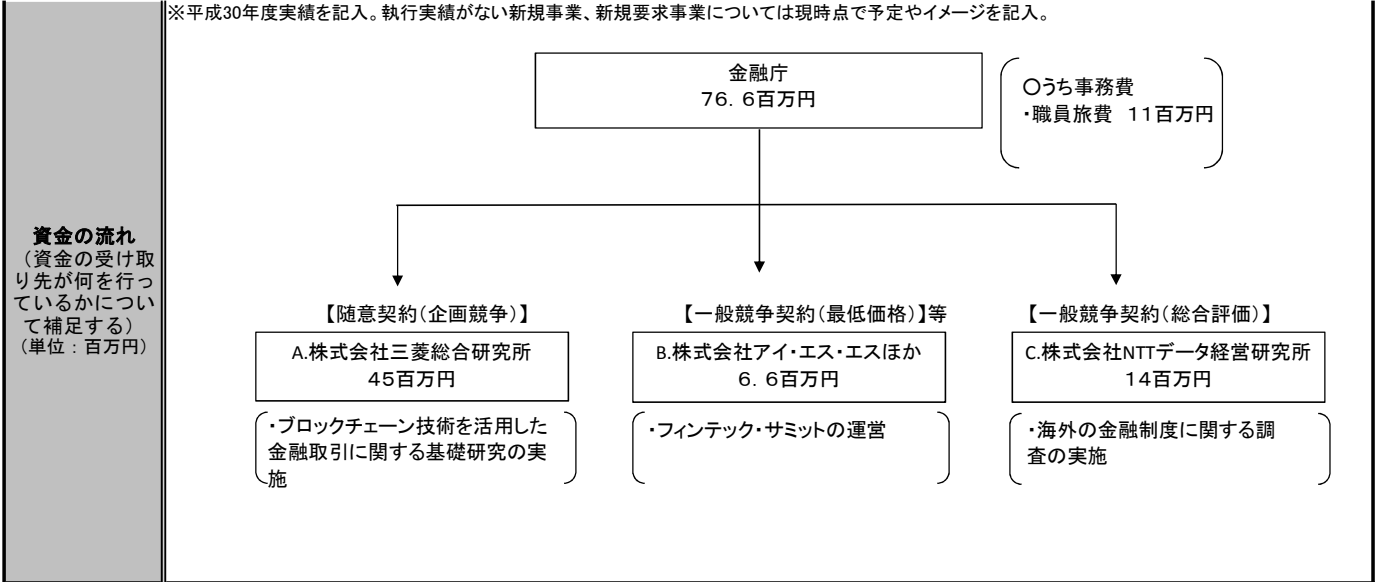 ※平成30年度実績を記入。執行実績がない新規事業、新規要求事業については現時点で予定やイメージを記入。
資金の流れ
（資金の受け取
り先が何を行っ
ているかについ
て補足する）
（単位：百万円）
金融庁
７６．６百万円
○うち事務費
・職員旅費　１１百万円
【随意契約（企画競争）】
A.株式会社三菱総合研究所
４５百万円
・ブロックチェーン技術を活用した
金融取引に関する基礎研究の実
施
【一般競争契約（最低価格）】等
B.株式会社アイ・エス・エスほか
６．６百万円
・フィンテック・サミットの運営
【一般競争契約（総合評価）】
C.株式会社NTTデータ経営研究所
１４百万円
・海外の金融制度に関する調
査の実施